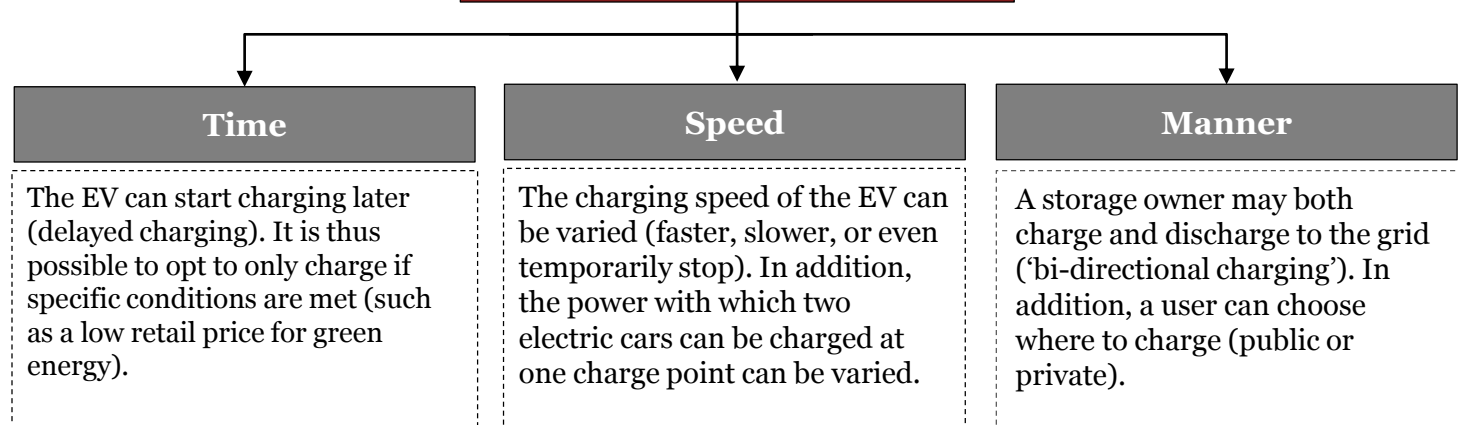 Time
The EV can start charging later
(delayed charging). It is thus
possible to opt to only charge if
specific conditions are met (such
as a low retail price for green
energy).
Speed
The charging speed of the EV can
be varied (faster, slower, or even
temporarily stop). In addition,
the power with which two
electric cars can be charged at
one charge point can be varied.
Manner
A storage owner may both
charge and discharge to the grid
(‘bi-directional charging’). In
addition, a user can choose
where to charge (public or
private).